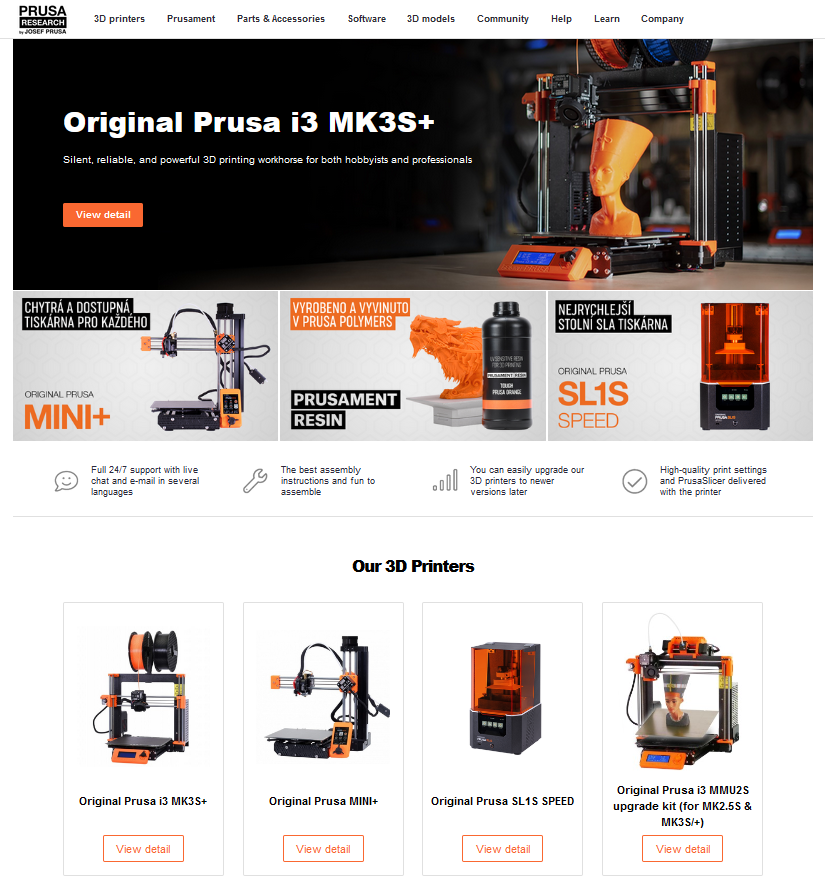 PRUSA
RESEARCH
by JOSEF PRUSA
3D printers
Prusament
Parts & Accessories
Software
3D models
Community
Help
Learn
Company
Original Prusa i3 MK3S+
Silent, reliable, and powerful 3D printing workhorse for both hobbyists and professionals
View detail
CHYTRÁ A DOSTUPNÁ
TISKÁRNA PRO KAŽDÉHO
ORIGINAL PRUSA
MINI+
VYROBENO A VYVINUTO
V PRUSA POLYMERS
PRUSAMENT
RESIN
UV SENSITIVE RESIN
FOR 3D PRINTING
PRUSAMENT RESIN
TOUGH
PRUSA ORANGE
NEJRYCHLEJŠÍ
STOLNÍ SLA TISKÁRNA
ORIGINAL PRUSA
SL1S
SPEED
Full 24/7 support with live
chat and e-mail in several
languages
The best assembly
instructions and fun to
assemble
You can easily upgrade our
3D printers to newer
versions later
High-quality print settings
and PrusaSlicer delivered
with the printer
Our 3D Printers
Original Prusa i3 MK3S+
View detail
Original Prusa MINI+
View detail
Original Prusa SL1S SPEED
View detail
Original Prusa i3 MMU2S
upgrade kit (for MK2.5S &
MK3S/+)
View detail